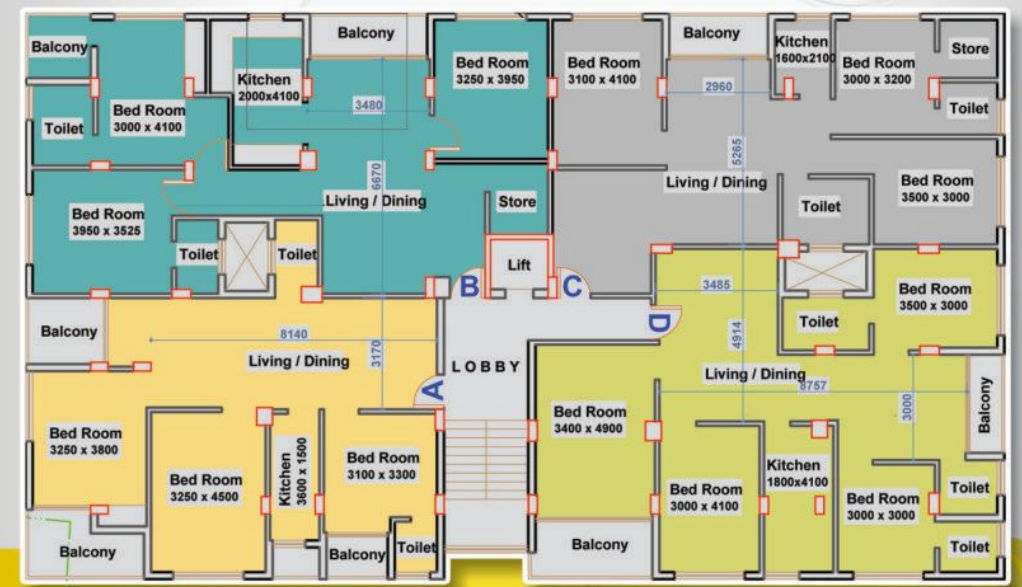 Balcony
Bed Room
3000 x 4100
Toilet
Kitchen
2000x4100
Balcony
3480
Bed Room
3250 x 3950
Bed Room
3950 x 3525
Toilet
6670
Living / Dining
Store
Bed Room
3100 x 4100
Balcony
2960
Kitchen
1600x2100
Bed Room
3000 x 3200
Store
Toilet
5265
Living / Dining
Toilet
Bed Room
3500 x 3000
Lift
B
C
D
A
LOBBY
Toilet
Balcony
8140
3170
Living / Dining
Bed Room
3250 x 3800
Bed Room
3250 x 4500
Kitchen
3600 x 1500
Bed Room
3100 x 3300
Balcony
Balcony
Toilet
3485
4914
Toilet
Bed Room
3500 x 3000
Living / Dining
8757
3000
Balcony
Bed Room
3400 x 4900
Bed Room
3000 x 4100
Kitchen
1800x4100
Bed Room
3000 x 3000
Toilet
Toilet
Balcony